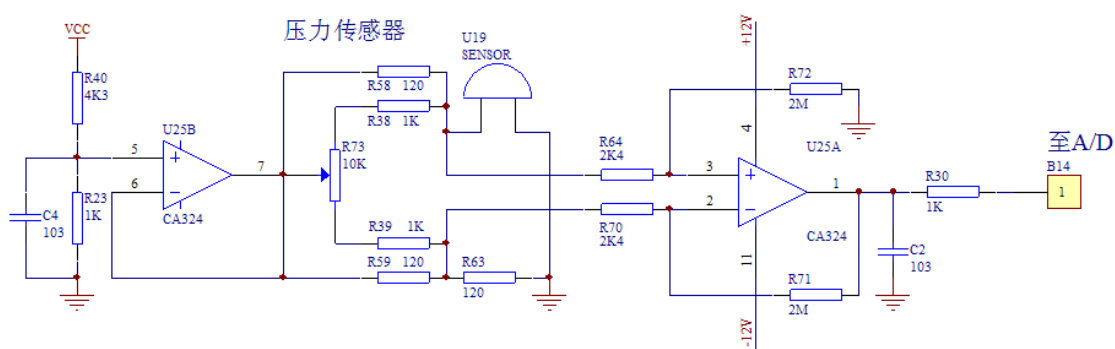 压力传感器
VCC
R40
4K3
U25B
5
6
7
CA324
R23
1K
C4
103
R58 120
R38 1K
R73
10K
R39 1K
R59 120
R63
120
U19
SENSOR
R64
2K4
R70
2K4
+12V
4
3
2
1
11
-12V
U25A
CA324
R72
2M
R71
2M
C2
103
R30
1K
至A/D
B14
1